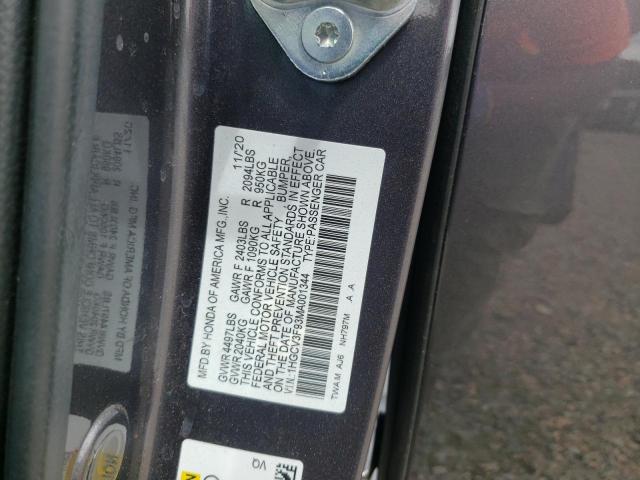 MFD.BY HONDA OF AMERICA MFG.,INC. 11/20
GVWR 4497LBS GAWR F 2403LBS R 2094LBS
GVWR 2040KG GAWR F 1090KG R 950KG
THIS VEHICLE CONFORMS TO ALL APPLICABLE
FEDERAL MOTOR VEHICLE SAFETY , BUMPER,
AND THEFT PREVENTION STANDARDS IN EFFECT
ON THE DATE OF MANUFACTURE SHOWN ABOVE.
V.I.N.:1HGCV3F93MA001344 TYPE:PASSENGER CAR
TWAM AJ6 NH797M A A
VQ